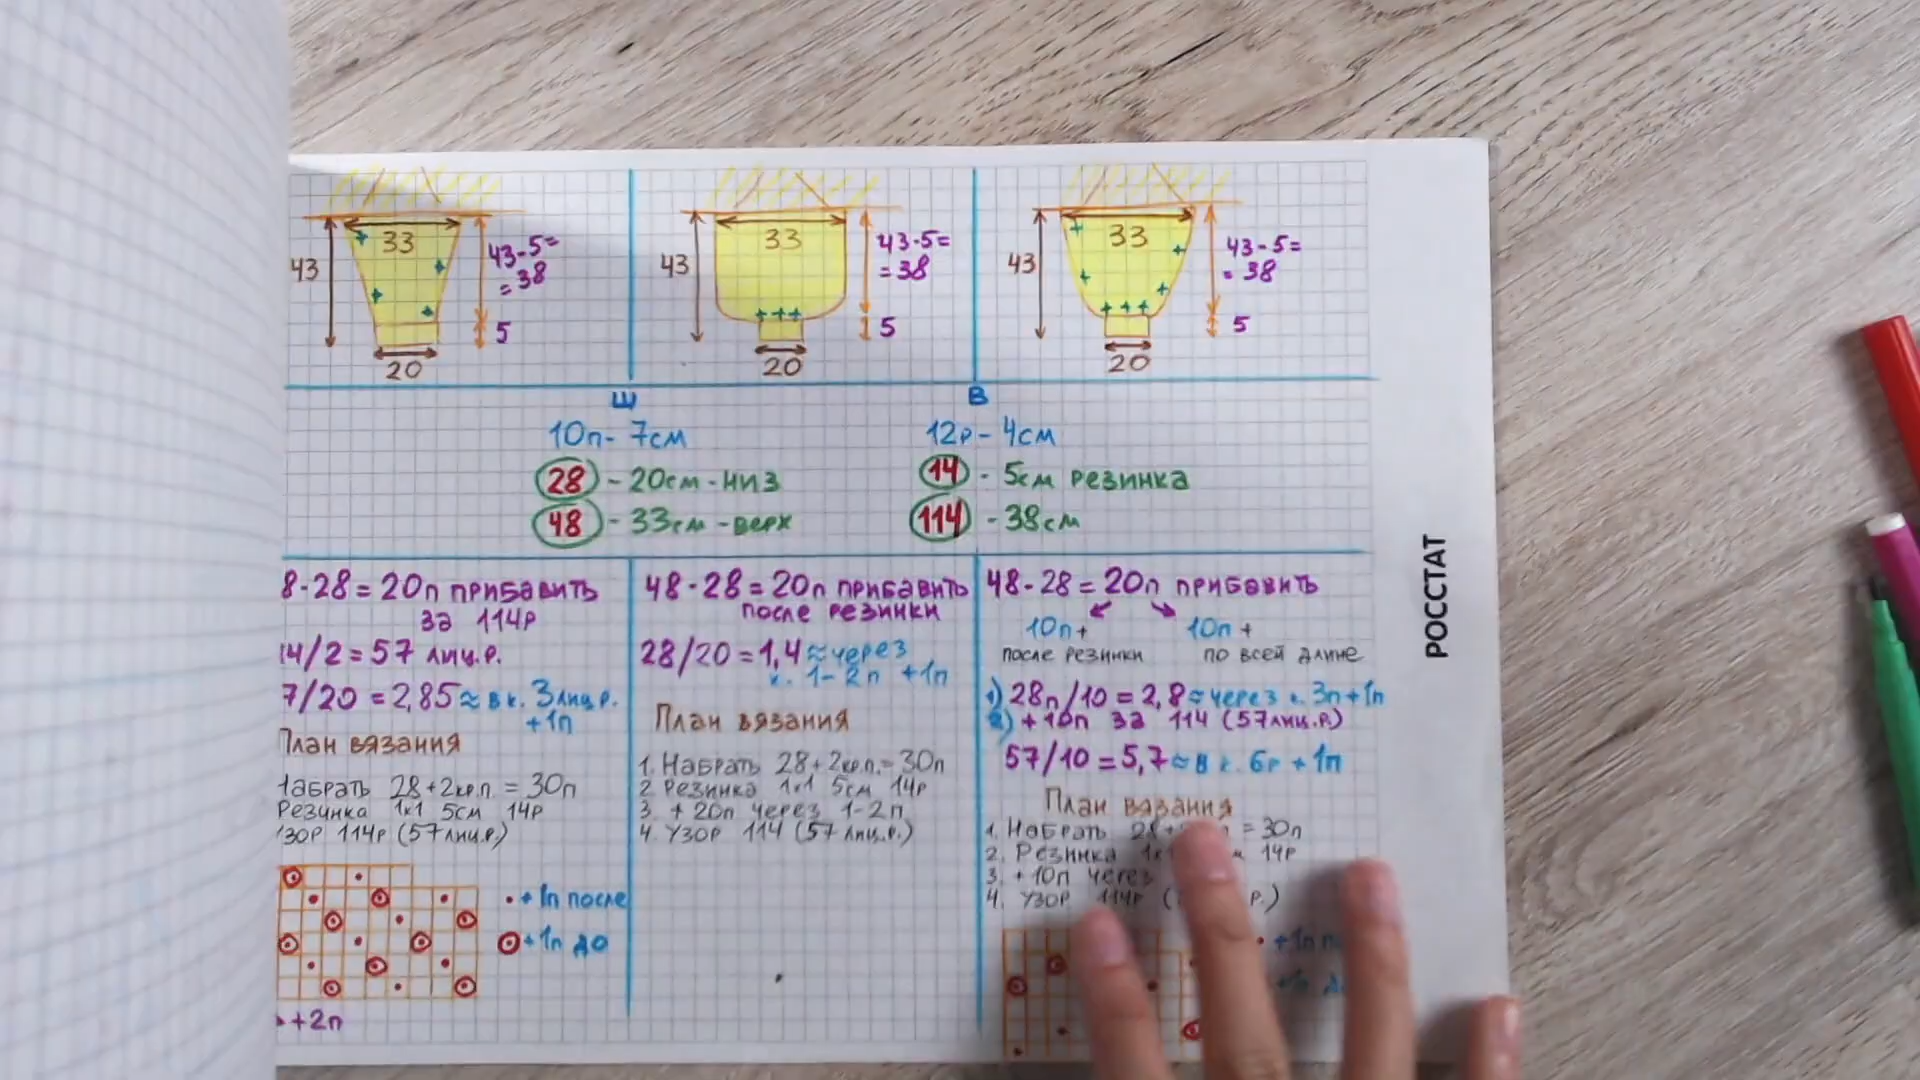 33
43
43-5=
= 38
5
20
33
43
43-5=
= 38
5
20
33
43
43-5=
= 38
5
20
Ш
В
10п- 7см
12р- 4см
28 - 20см - низ
14 - 5см резинка
48 - 33см - верх
114 - 38см
8-28 = 20п прибавить
за 114р
14/2 = 57 лиц.р.
7/20 = 2,85 ≈ в к. 3 лиц р.
+1п
План вязания
Набрать 28+2кр.п. = 30п
Резинка 1х1 5см 14р
Узор 114р (57 лиц.р.)
• +1п после
+1п до
+2п
48-28 = 20п прибавить
после резинки
28/20 = 1,4 ≈ через
к. 1-2п +1п
План вязания
1. Набрать 28+2кр.п.= 30п
2 Резинка 1х1 5см 14р
3. + 20п через 1-2п
4. Узор 114 (57 лиц.р.)
48-28 = 20п прибавить
10п+
10п +
после резинки
по всей длине
1) 28п/10 = 2,8 ≈ через к. 3п+1п
2) +10п за 114 (57лиц.р.)
57/10 = 5,7 ≈ в к. 6р +1п
План вязания
1. Набрать = 30п
2. Резинка 14р
3. + 10п через
4. Узор 114р ( р.)
• +1п
РОССТАТ